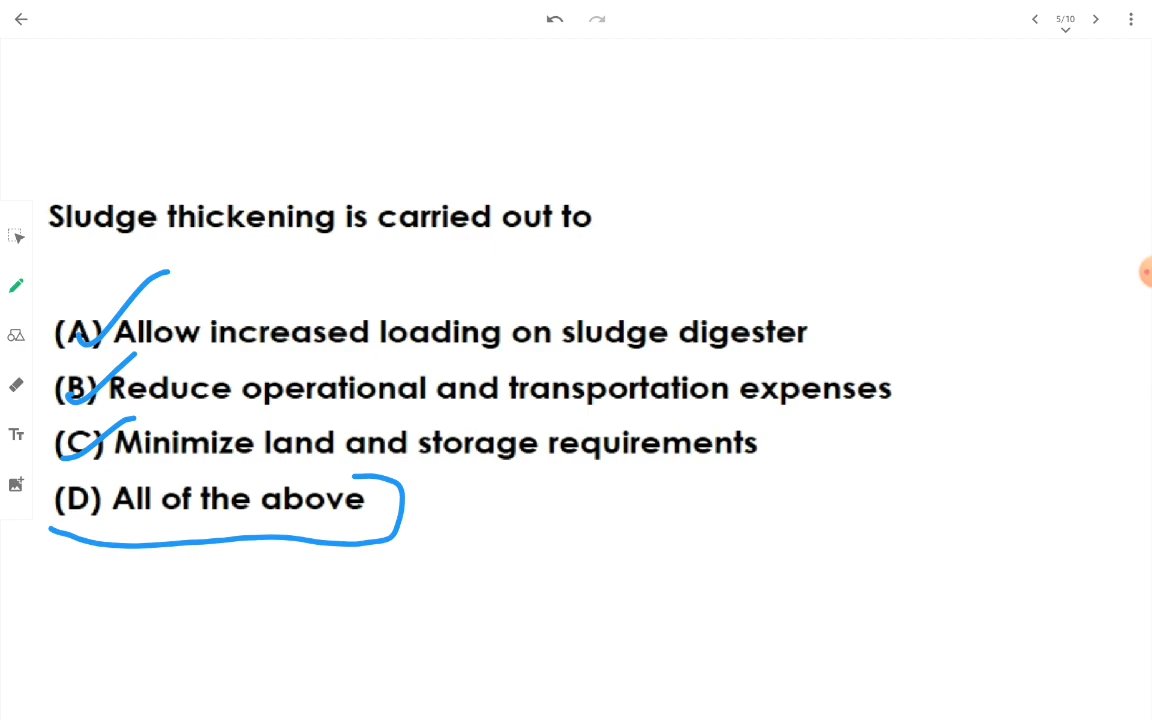 5/10
Sludge thickening is carried out to
(A) Allow increased loading on sludge digester
(B) Reduce operational and transportation expenses
(C) Minimize land and storage requirements
(D) All of the above
Tт